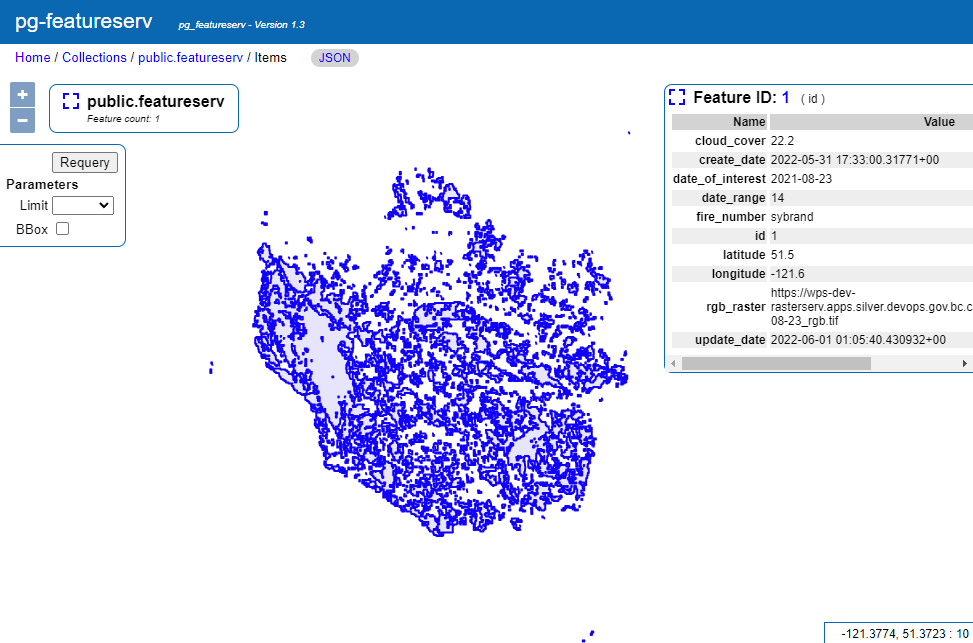 pg-featureserv pg_featureserv - Version 1.3
Home / Collections / public.featureserv / Items JSON
+
−
public.featureserv
Feature count: 1
Requery
Parameters
Limit
BBox
Feature ID: 1 ( id )
Name Value
cloud_cover 22.2
create_date 2022-05-31 17:33:00.31771+00
date_of_interest 2021-08-23
date_range 14
fire_number sybrand
id 1
latitude 51.5
longitude -121.6
rgb_raster https://wps-dev-
rasterserv.apps.silver.devops.gov.bc.c
08-23_rgb.tif
update_date 2022-06-01 01:05:40.430932+00
-121.3774, 51.3723 : 10